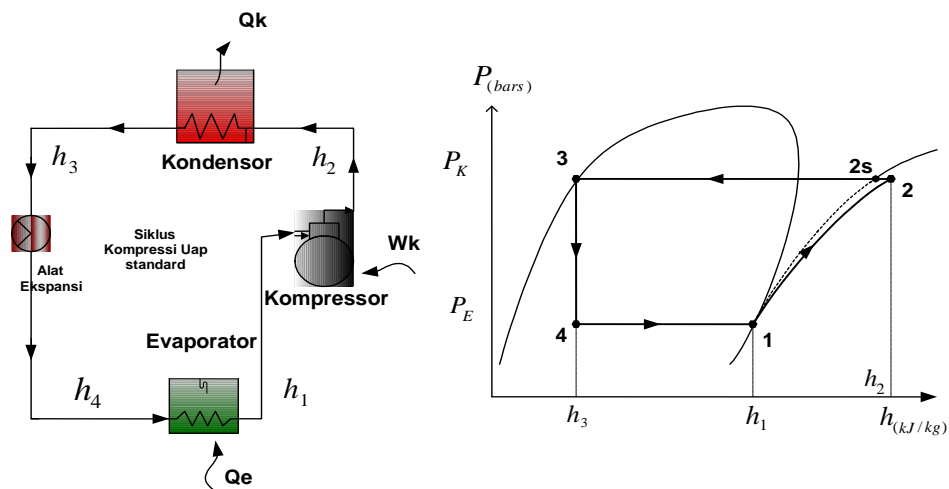 Qk
Kondensor
h3
h2
Siklus
Kompressi Uap
standard
Wk
Alat
Ekspansi
Kompressor
Evaporator
h4
h1
Qe
P(bars)
PK
3
2s
2
PE
4
1
h3
h1
h2
h(kJ/kg)